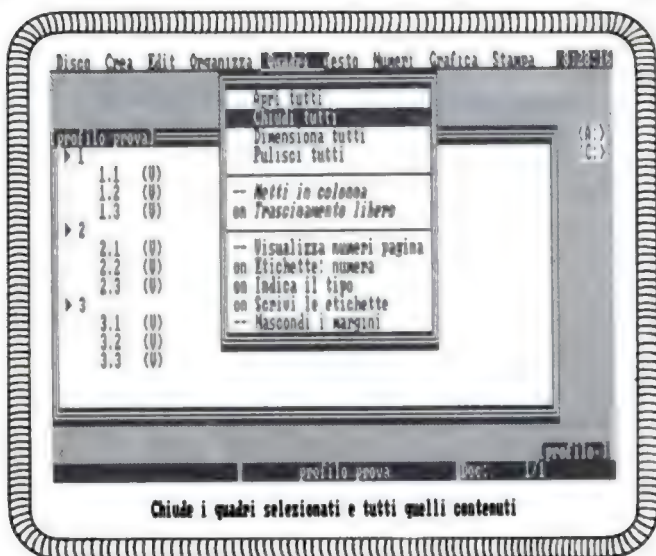 Disco Crea Edit Organizza Testo Numeri Grafica Stampa
Apri tutti
Chiudi tutti
Dimensiona tutti
Pulisci tutti
-- Metti in colonna
on Trascinamento libero
-- Visualizza numeri pagina
on Etichette: numera
on Indica il tipo
on Scrivi le etichette
-- Nascondi i margini
profilo prova
1
1.1 (V)
1.2 (V)
1.3 (V)
2
2.1 (V)
2.2 (V)
2.3 (V)
3
3.1 (V)
3.2 (V)
3.3 (V)
(A:)
(C:)
profilo prova Doc: 1/1
Chiude i quadri selezionati e tutti quelli contenuti